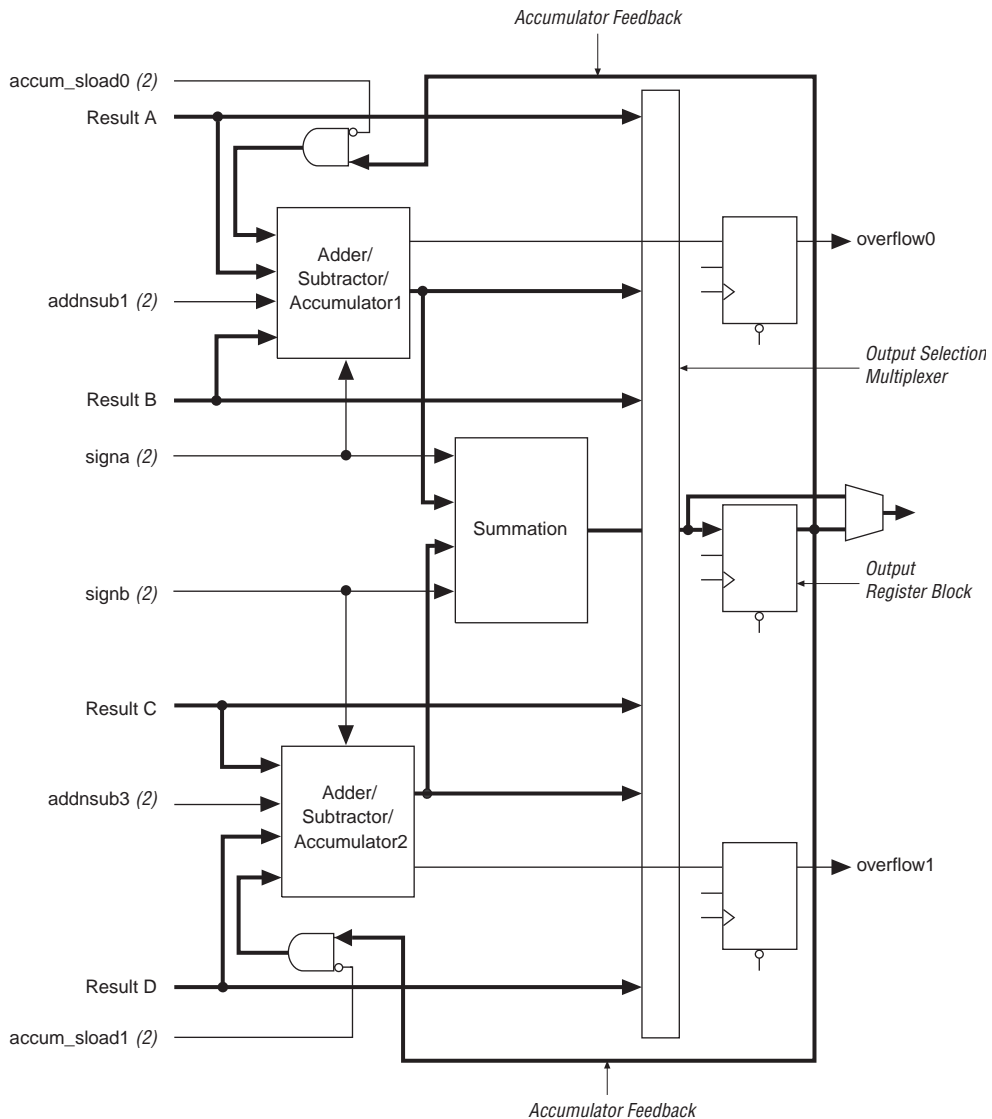 Accumulator Feedback
accum_sload0 (2)
Result A
Adder/
Subtractor/
Accumulator1
overflow0
addnsub1 (2)
Output Selection
Multiplexer
Result B
signa (2)
Summation
signb (2)
Output
Register Block
Result C
Adder/
Subtractor/
Accumulator2
addnsub3 (2)
overflow1
Result D
accum_sload1 (2)
Accumulator Feedback